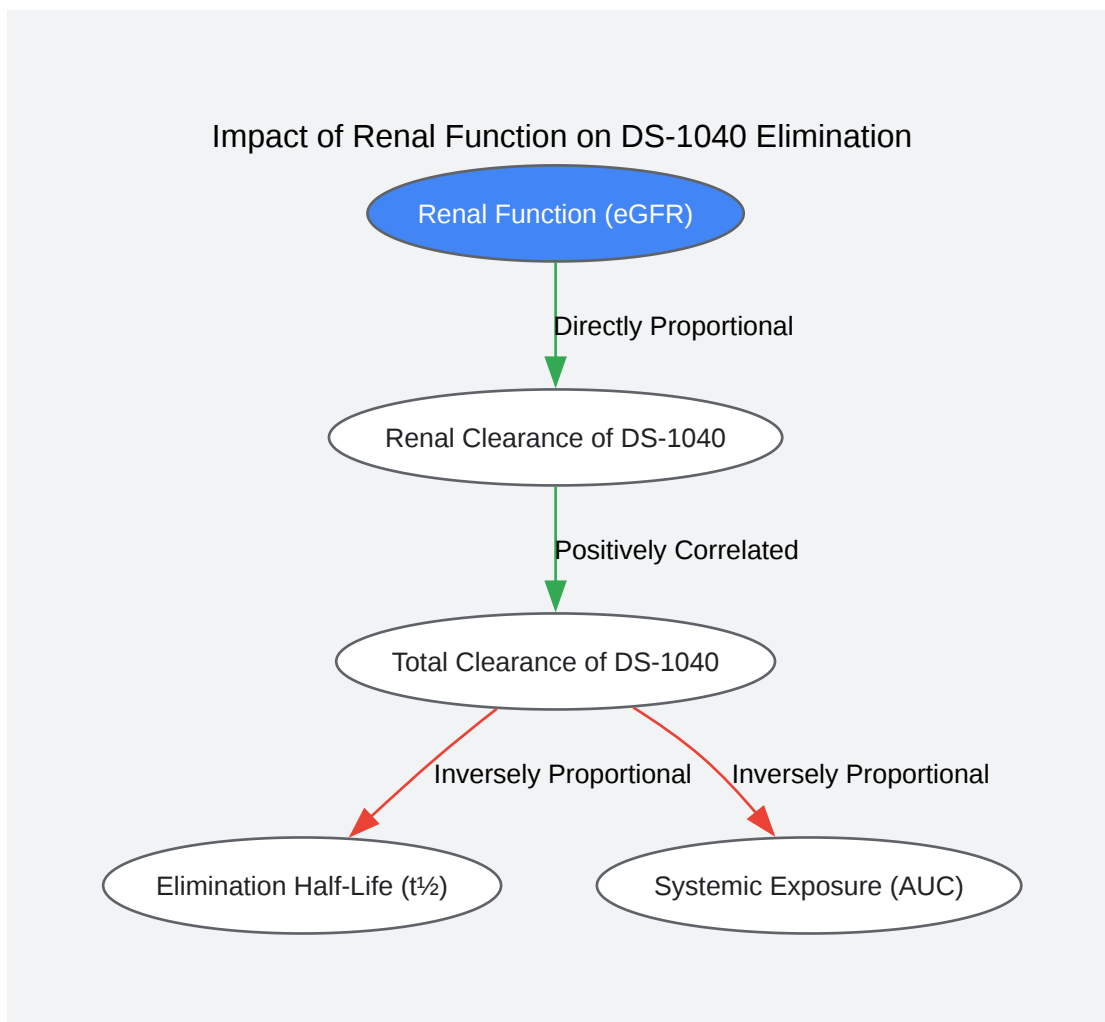 Impact of Renal Function on DS-1040 Elimination
Renal Function (eGFR)
Directly Proportional
Renal Clearance of DS-1040
Positively Correlated
Total Clearance of DS-1040
Inversely Proportional
Inversely Proportional
Elimination Half-Life (t½)
Systemic Exposure (AUC)